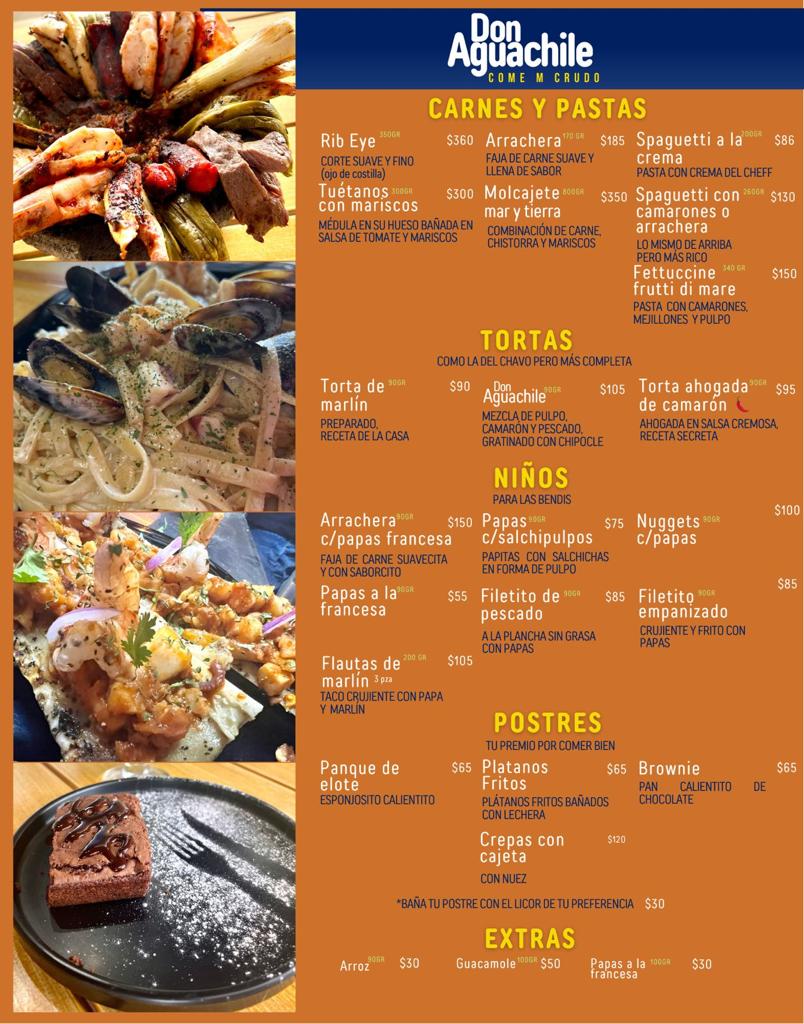 Don
Aguachile
COME M CRUDO
CARNES Y PASTAS
Rib Eye 350GR $360
CORTE SUAVE Y FINO
(ojo de costilla)
Tuétanos 300GR $300
con mariscos
MÉDULA EN SU HUESO BAÑADA EN
SALSA DE TOMATE Y MARISCOS
Arrachera 170 GR $185
FAJA DE CARNE SUAVE Y
LLENA DE SABOR
Molcajete 800GR $350
mar y tierra
COMBINACIÓN DE CARNE,
CHISTORRA Y MARISCOS
Spaguetti a la 200GR $86
crema
PASTA CON CREMA DEL CHEFF
Spaguetti con 260GR $130
camarones o
arrachera
LO MISMO DE ARRIBA
PERO MÁS RICO
Fettuccine 340 GR $150
frutti di mare
PASTA CON CAMARONES,
MEJILLONES Y PULPO
TORTAS
COMO LA DEL CHAVO PERO MÁS COMPLETA
Torta de 90GR $90
marlín
PREPARADO,
RECETA DE LA CASA
Don
Aguachile 90GR $105
MEZCLA DE PULPO,
CAMARÓN Y PESCADO,
GRATINADO CON CHIPOCLE
Torta ahogada 90GR $95
de camarón
AHOGADA EN SALSA CREMOSA,
RECETA SECRETA
NIÑOS
PARA LAS BENDIS
Arrachera 90GR $150
c/papas francesa
FAJA DE CARNE SUAVECITA
Y CON SABORCITO
Papas 90GR $75
c/salchipulpos
PAPITAS CON SALCHICHAS
EN FORMA DE PULPO
Nuggets 90GR $100
c/papas
Papas a la 90GR $55
francesa
Filetito de 90GR $85
pescado
A LA PLANCHA SIN GRASA
CON PAPAS
Filetito 90GR $85
empanizado
CRUJIENTE Y FRITO CON
PAPAS
Flautas de 200 GR $105
marlín 3 pza
TACO CRUJIENTE CON PAPA
Y MARLÍN
POSTRES
TU PREMIO POR COMER BIEN
Panque de $65
elote
ESPONJOSITO CALIENTITO
Platanos $65
Fritos
PLÁTANOS FRITOS BAÑADOS
CON LECHERA
Brownie $65
PAN CALIENTITO DE
CHOCOLATE
Crepas con $120
cajeta
CON NUEZ
*BAÑA TU POSTRE CON EL LICOR DE TU PREFERENCIA $30
EXTRAS
Arroz 90GR $30
Guacamole 100GR $50
Papas a la 100GR $30
francesa